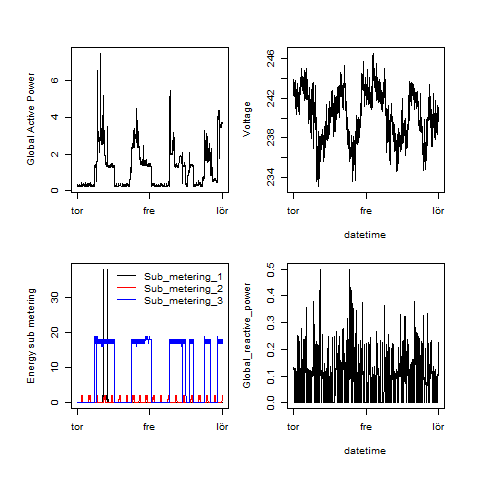 Global Active Power
0 2 4 6
tor fre lör
Voltage
234 238 242 246
tor fre lör
datetime
Energy sub metering
0 10 20 30
Sub_metering_1
Sub_metering_2
Sub_metering_3
tor fre lör
Global_reactive_power
0.0 0.1 0.2 0.3 0.4 0.5
tor fre lör
datetime